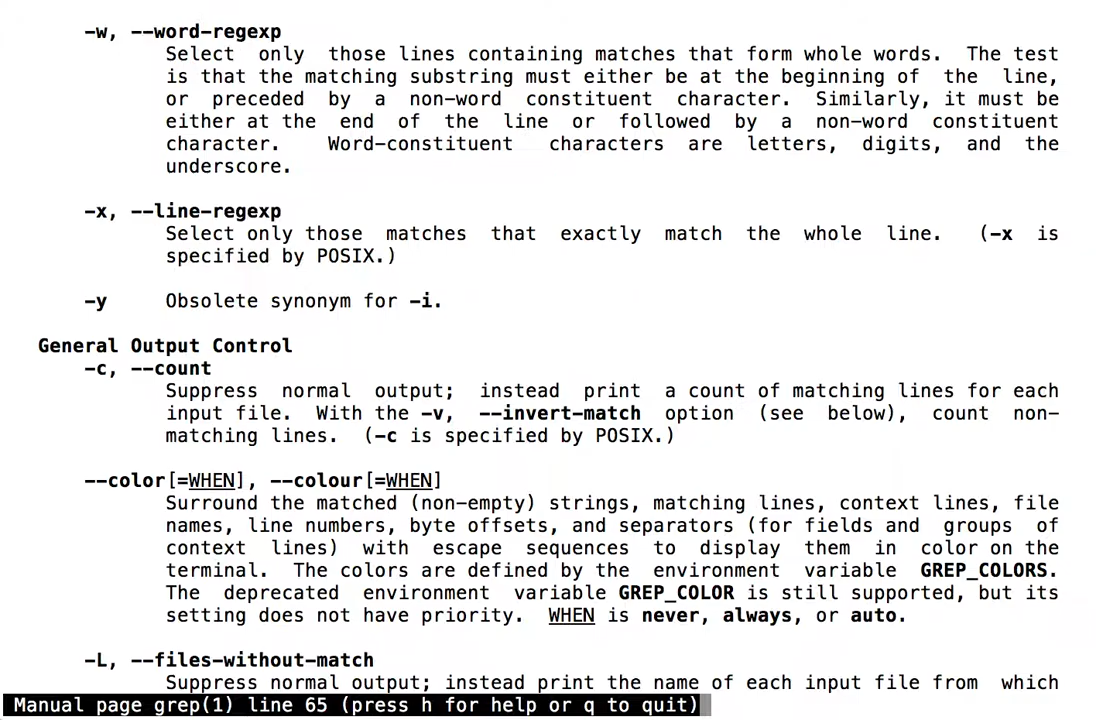 -w, --word-regexp
Select only those lines containing matches that form whole words. The test
is that the matching substring must either be at the beginning of the line,
or preceded by a non-word constituent character. Similarly, it must be
either at the end of the line or followed by a non-word constituent
character. Word-constituent characters are letters, digits, and the
underscore.
-x, --line-regexp
Select only those matches that exactly match the whole line. (-x is
specified by POSIX.)
-y Obsolete synonym for -i.
General Output Control
-c, --count
Suppress normal output; instead print a count of matching lines for each
input file. With the -v, --invert-match option (see below), count non-
matching lines. (-c is specified by POSIX.)
--color[=WHEN], --colour[=WHEN]
Surround the matched (non-empty) strings, matching lines, context lines, file
names, line numbers, byte offsets, and separators (for fields and groups of
context lines) with escape sequences to display them in color on the
terminal. The colors are defined by the environment variable GREP_COLORS.
The deprecated environment variable GREP_COLOR is still supported, but its
setting does not have priority. WHEN is never, always, or auto.
-L, --files-without-match
Suppress normal output; instead print the name of each input file from which
Manual page grep(1) line 65 (press h for help or q to quit)